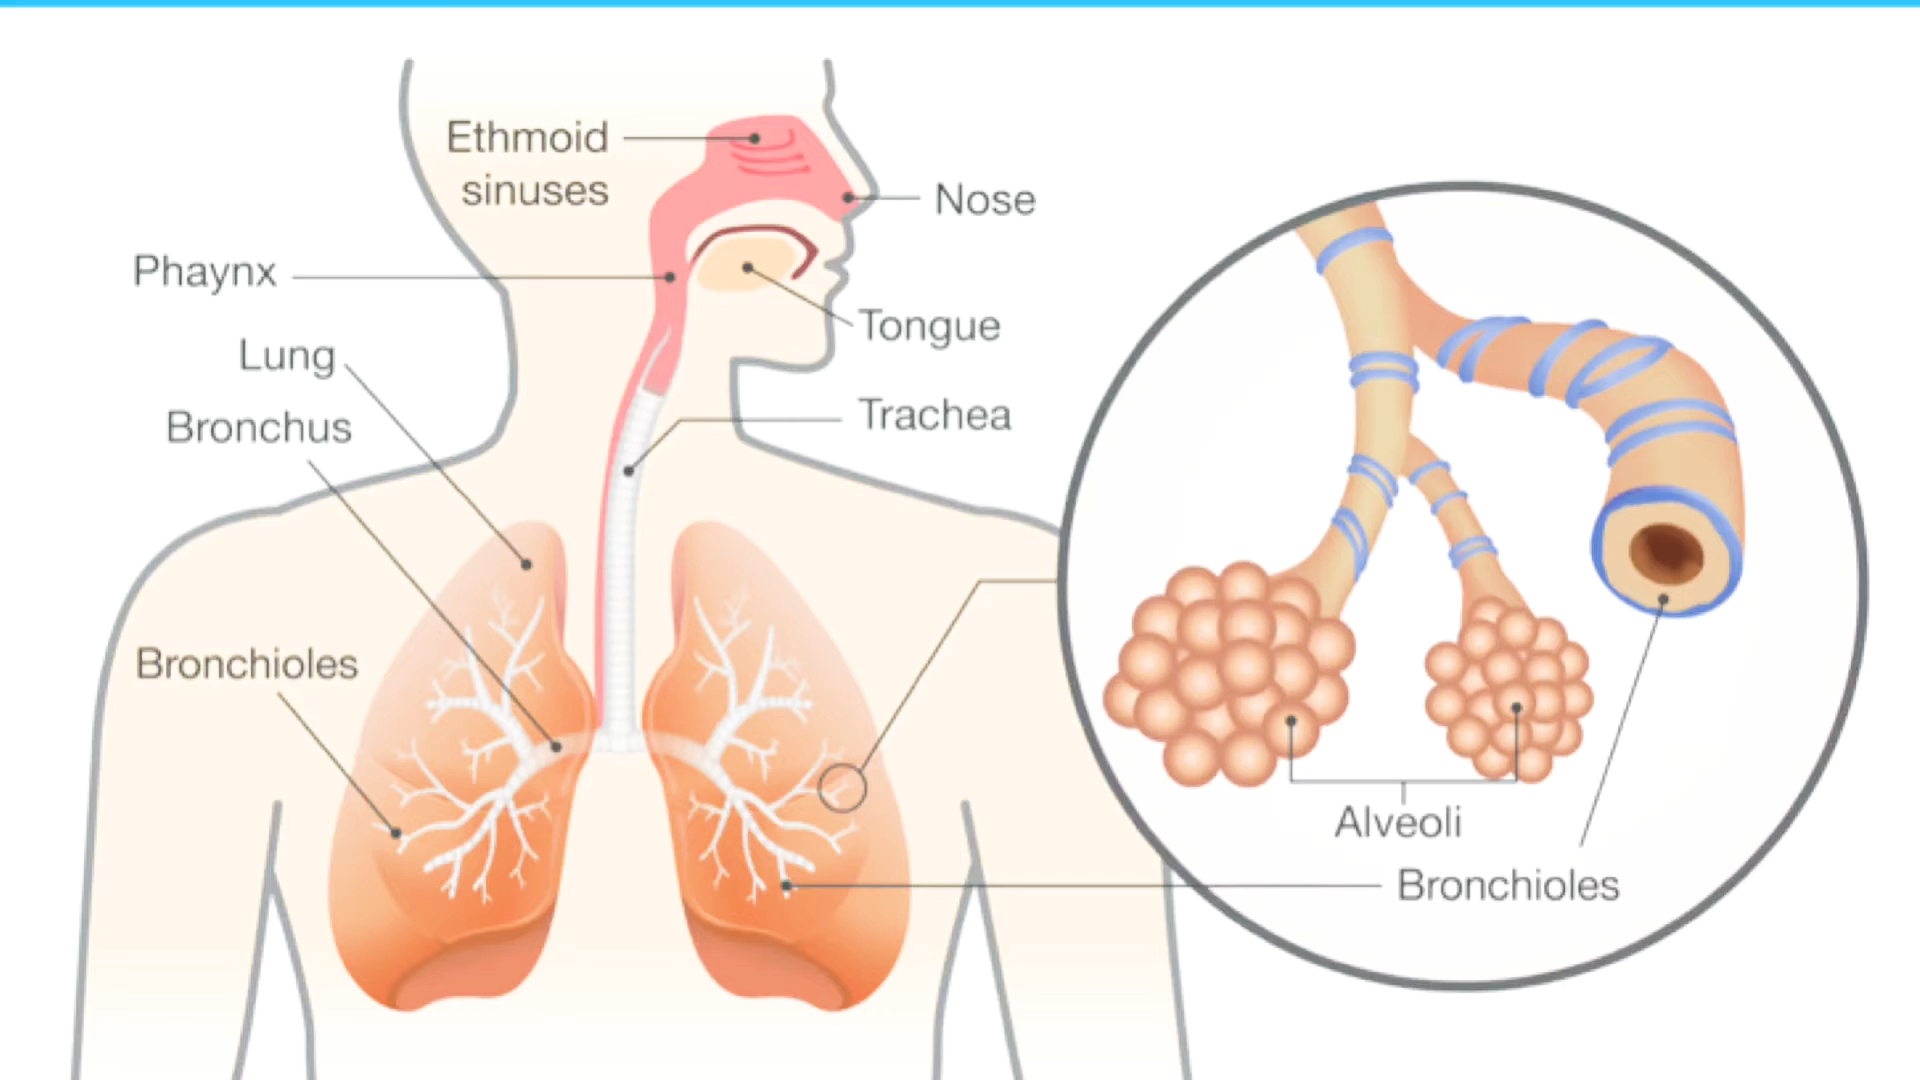 Ethmoid
sinuses
Nose
Phaynx
Tongue
Lung
Trachea
Bronchus
Bronchioles
Alveoli
Bronchioles